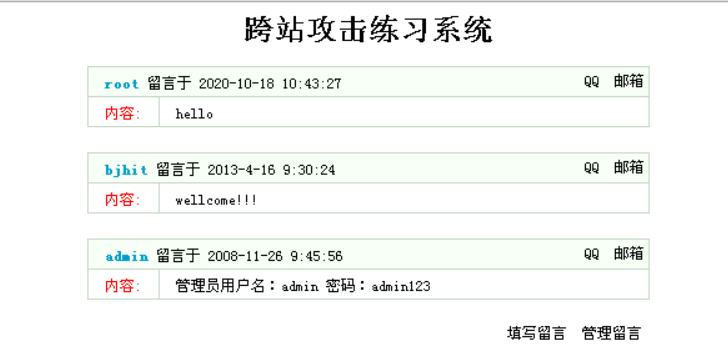 跨站攻击练习系统
root 留言于 2020-10-18 10:43:27 QQ 邮箱
内容: hello
bjhit 留言于 2013-4-16 9:30:24 QQ 邮箱
内容: wellcome!!!
admin 留言于 2008-11-26 9:45:56 QQ 邮箱
内容: 管理员用户名：admin 密码：admin123
填写留言 管理留言